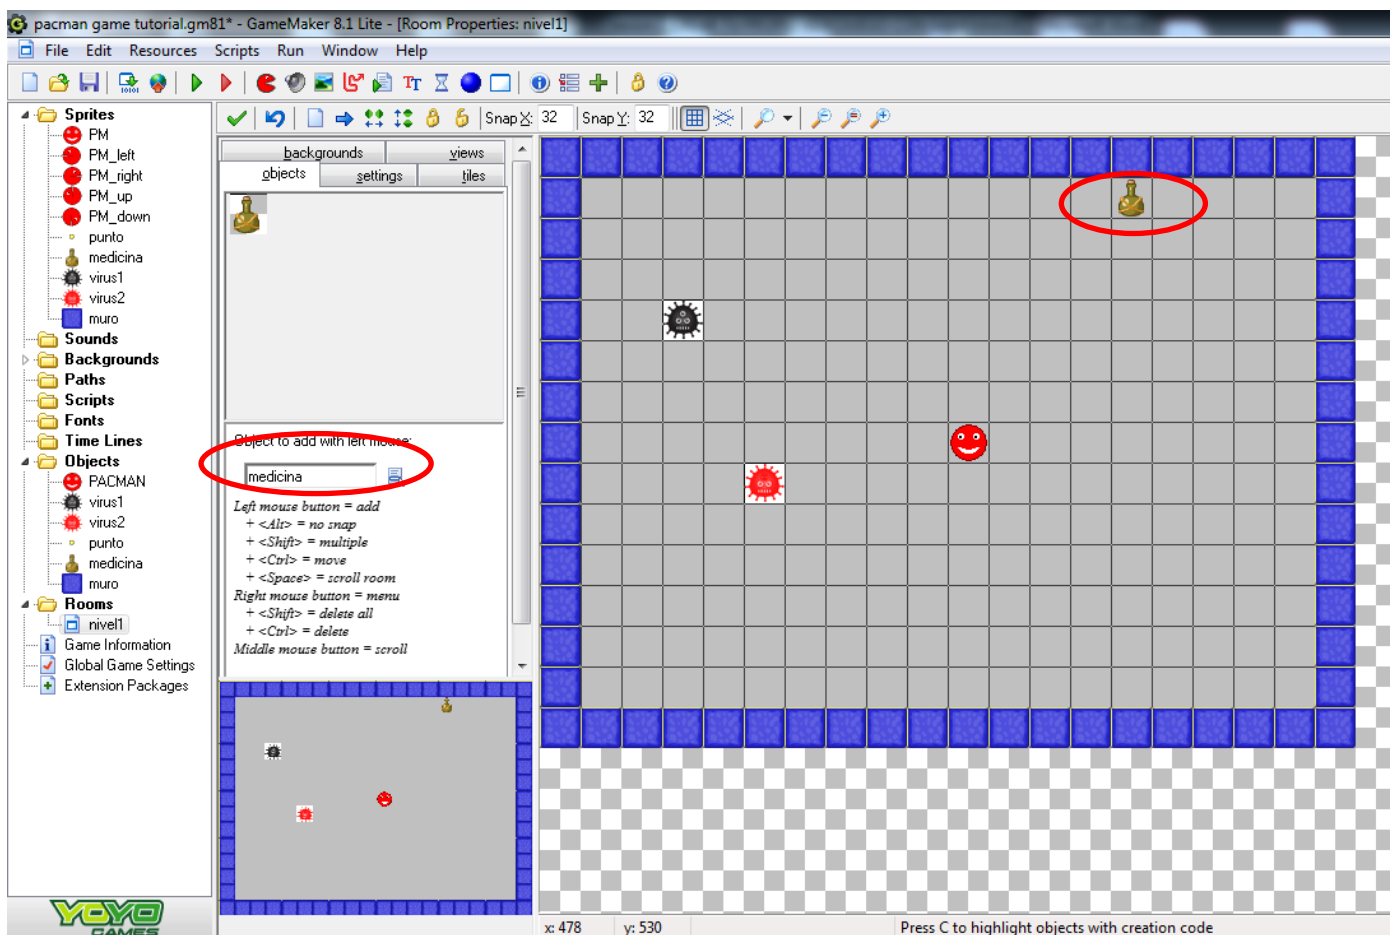 pacman game tutorial.gm81* - GameMaker 8.1 Lite - [Room Properties: nivel1]
File Edit Resources Scripts Run Window Help
Snap X: 32 Snap Y: 32
Sprites
PM
PM_left
PM_right
PM_up
PM_down
punto
medicina
virus1
virus2
muro
Sounds
Backgrounds
Paths
Scripts
Fonts
Time Lines
Objects
PACMAN
virus1
virus2
punto
medicina
muro
Rooms
nivel1
Game Information
Global Game Settings
Extension Packages
YOYO
GAMES
backgrounds views
objects settings tiles
Object to add with left mouse:
medicina
Left mouse button = add
+ <Alt> = no snap
+ <Shift> = multiple
+ <Ctrl> = move
+ <Space> = scroll room
Right mouse button = menu
+ <Shift> = delete all
+ <Ctrl> = delete
Middle mouse button = scroll
x: 478 y: 530 Press C to highlight objects with creation code